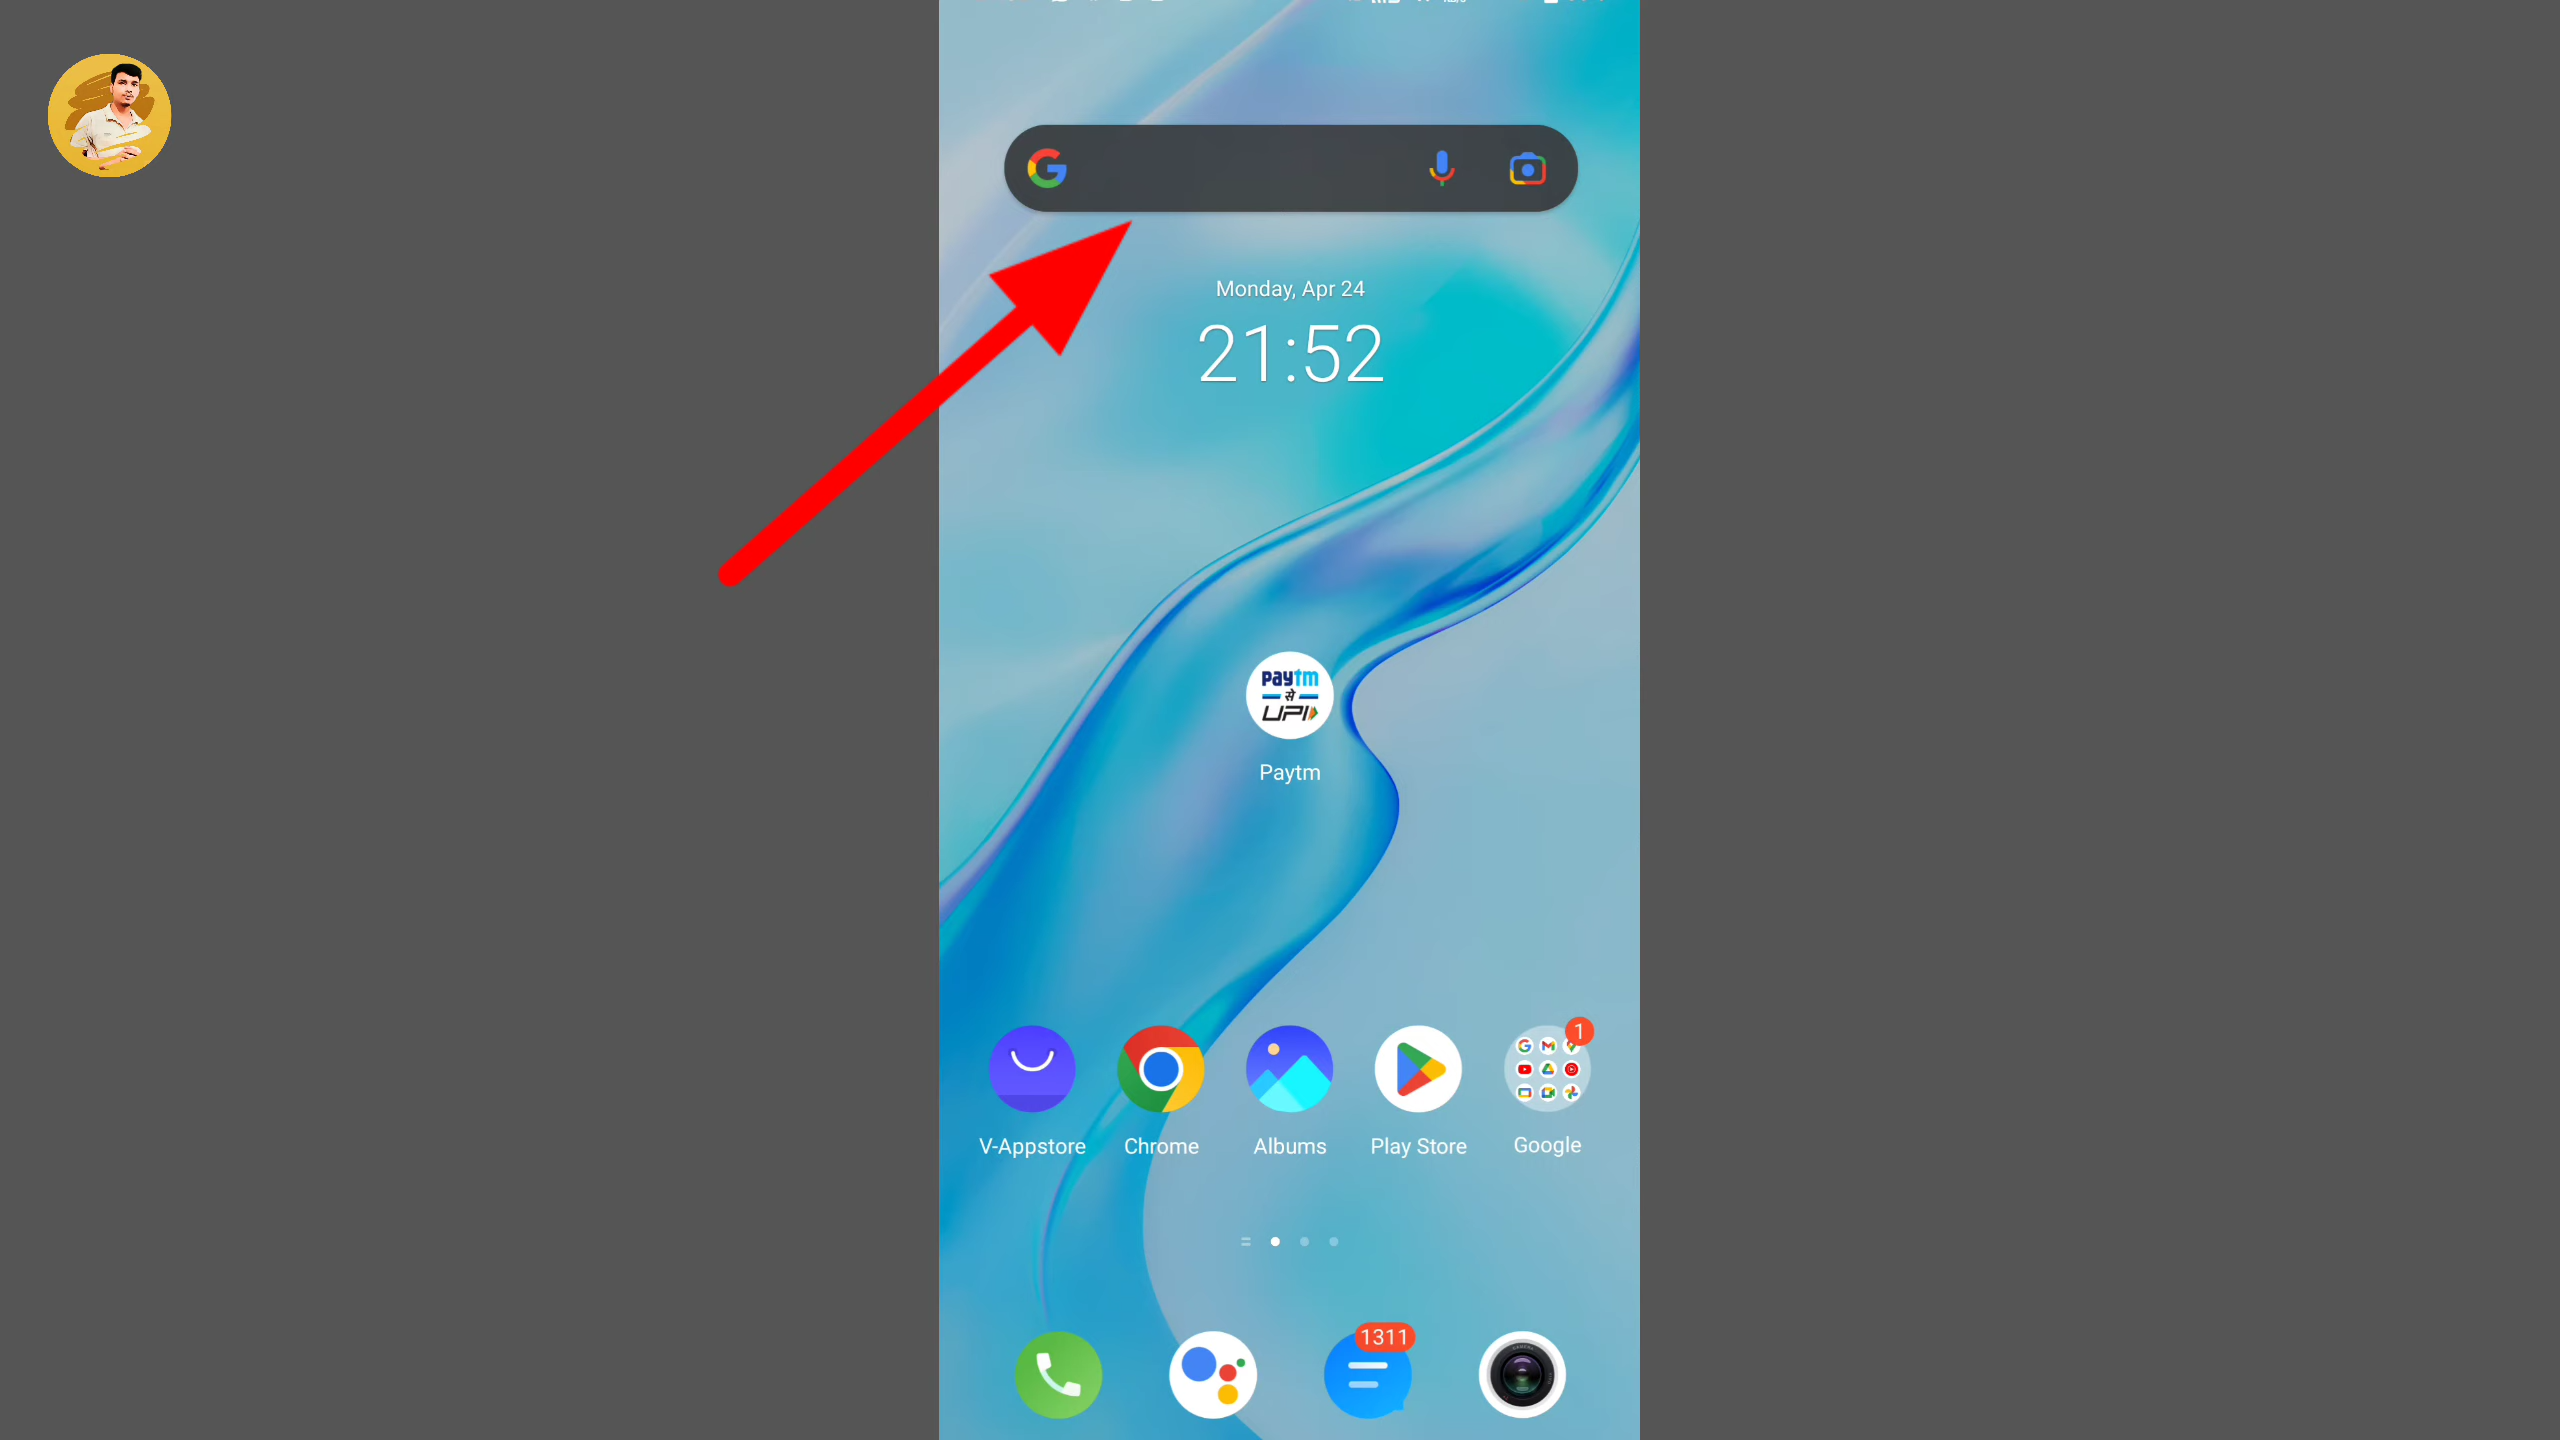 Monday, Apr 24
21:52
paytm
से
UPI
Paytm
1
V-Appstore Chrome Albums Play Store Google
1311